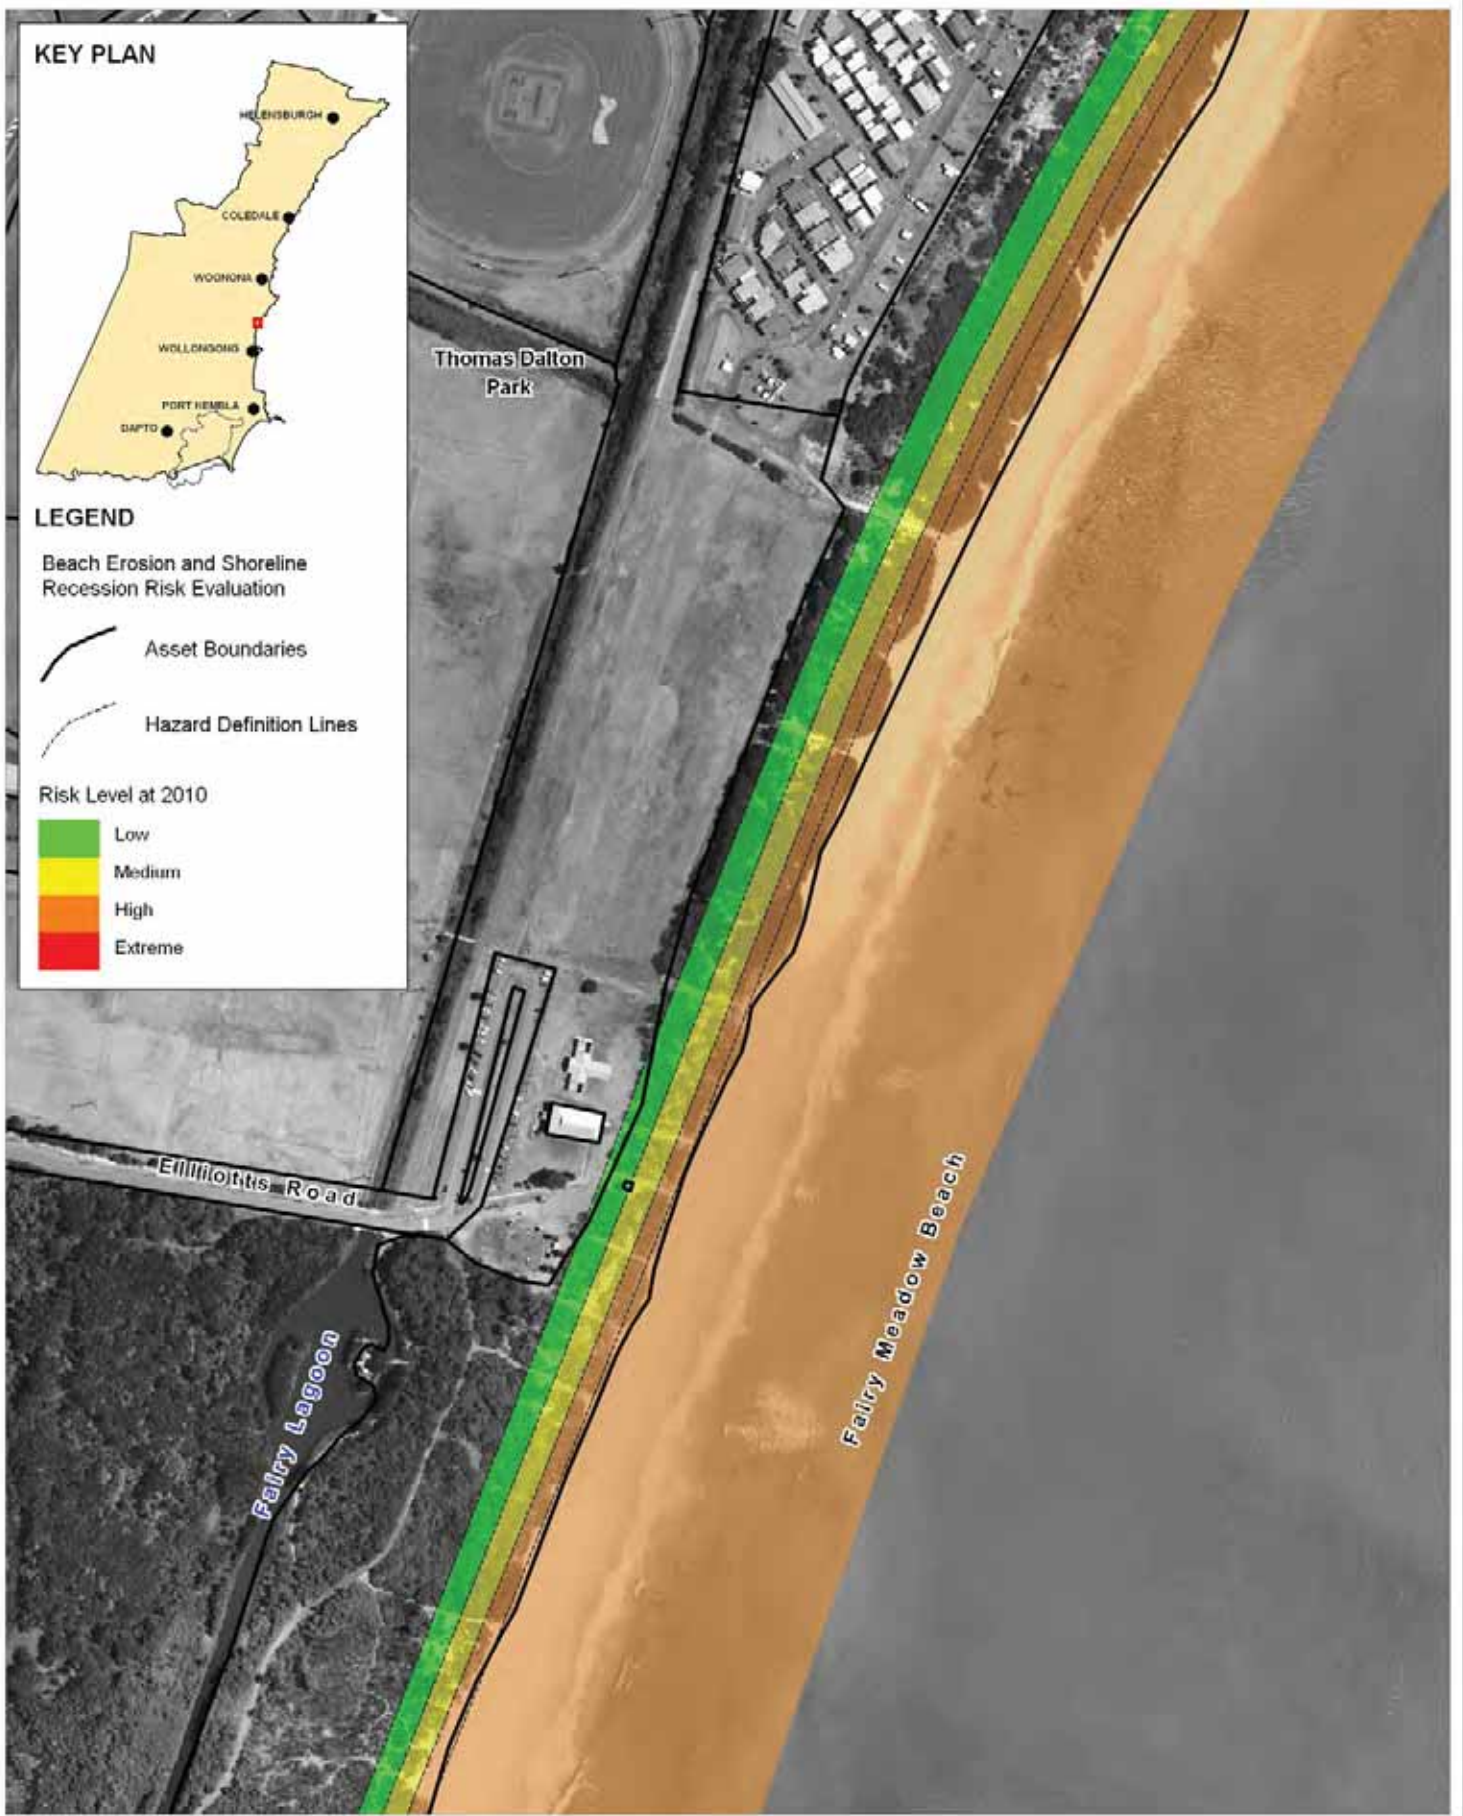 KEY PLAN
HELENSBURGH
COLEDALE
WOONONA
WOLLONGONG
PORT KEMBLA
DAPTO
LEGEND
Beach Erosion and Shoreline
Recession Risk Evaluation
Asset Boundaries
Hazard Definition Lines
Risk Level at 2010
Low
Medium
High
Extreme
Thomas Dalton
Park
Elliotts Road
Fairy Lagoon
Fairy Meadow Beach